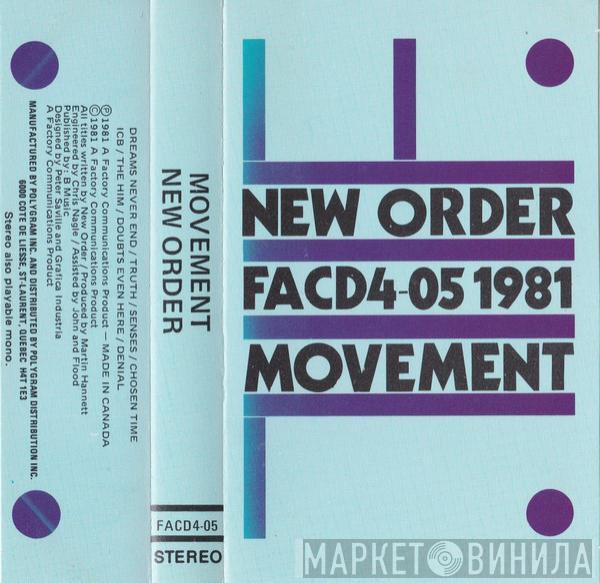 DREAMS NEVER END / TRUTH / SENSES / CHOSEN TIME
ICB / THE HIM / DOUBTS EVEN HERE / DENIAL
℗1981 A Factory Communications Product — MADE IN CANADA
©1981 A Factory Communications Product
All titles written by New Order / Produced by Martin Hannett
Engineered by Chris Nagle / Assisted by John and Flood
Published by: B Music
Designed by Peter Saville and Grafica Industria
A Factory Communications Product
MANUFACTURED BY POLYGRAM INC. AND DISTRIBUTED BY POLYGRAM DISTRIBUTION INC.
6000 COTE DE LIESSE, ST-LAURENT, QUEBEC H4T 1E3
Stereo also playable mono.
MOVEMENT
NEW ORDER
FACD4-05
STEREO
NEW ORDER
FACD4-05 1981
MOVEMENT
МАРКЕТ ВИНИЛА